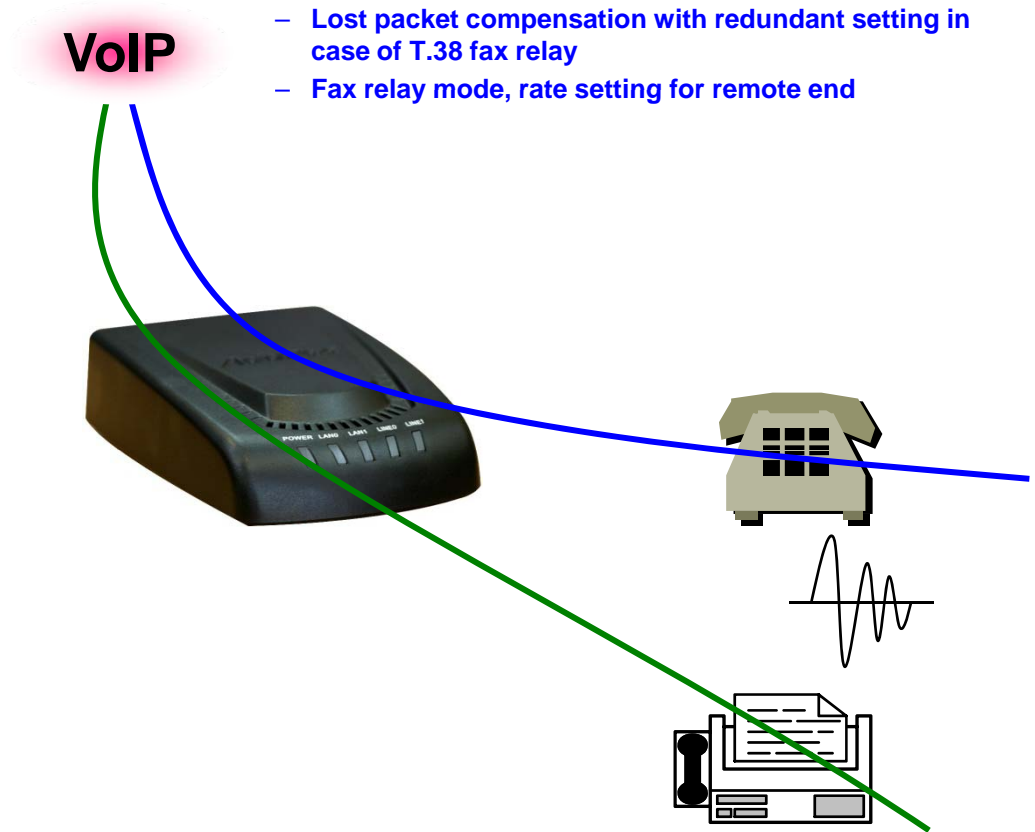 VoIP
– Lost packet compensation with redundant setting in
case of T.38 fax relay
– Fax relay mode, rate setting for remote end
POWER LAN0 LAN1 LINE0 LINE1